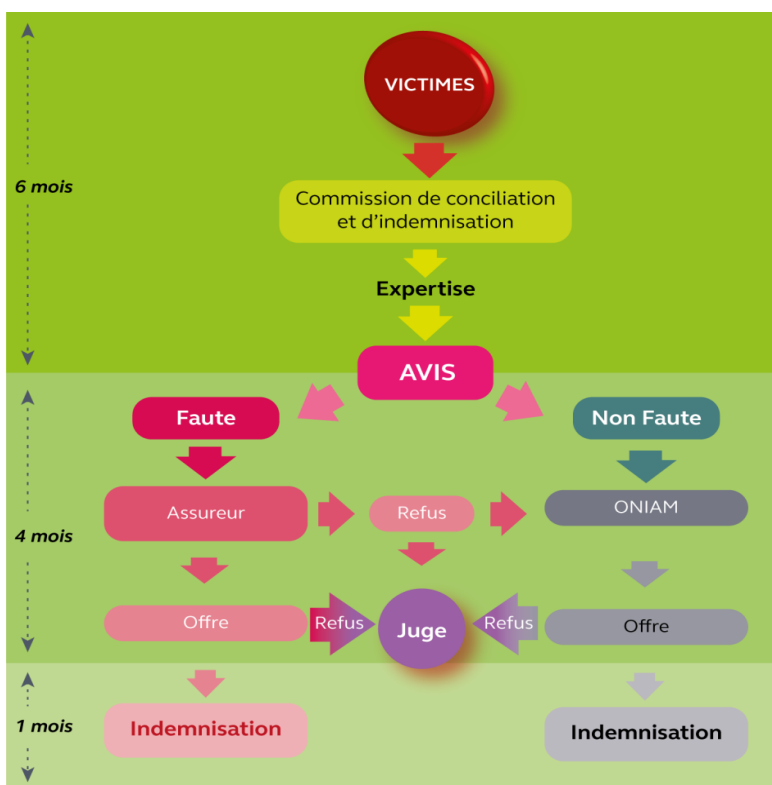 VICTIMES
6 mois
Commission de conciliation
et d’indemnisation
Expertise
AVIS
Faute
Non Faute
Assureur
Refus
ONIAM
4 mois
Offre
Refus
Juge
Refus
Offre
1 mois
Indemnisation
Indemnisation